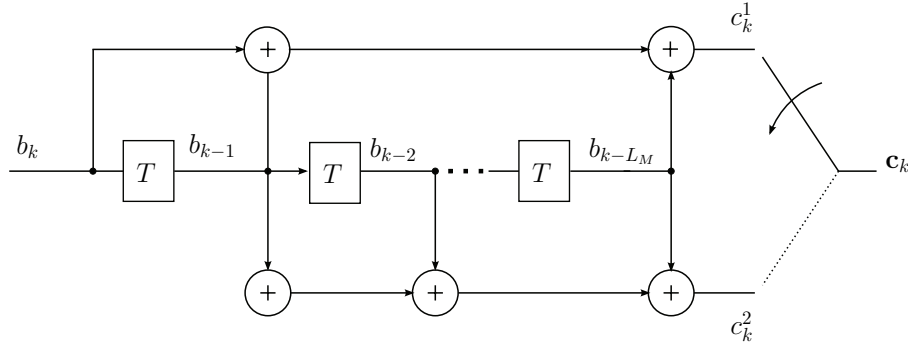 c_k^1
+
+
b_k
b_{k-1}
b_{k-2}
b_{k-L_M}
c_k
T
T
T
+
+
+
c_k^2